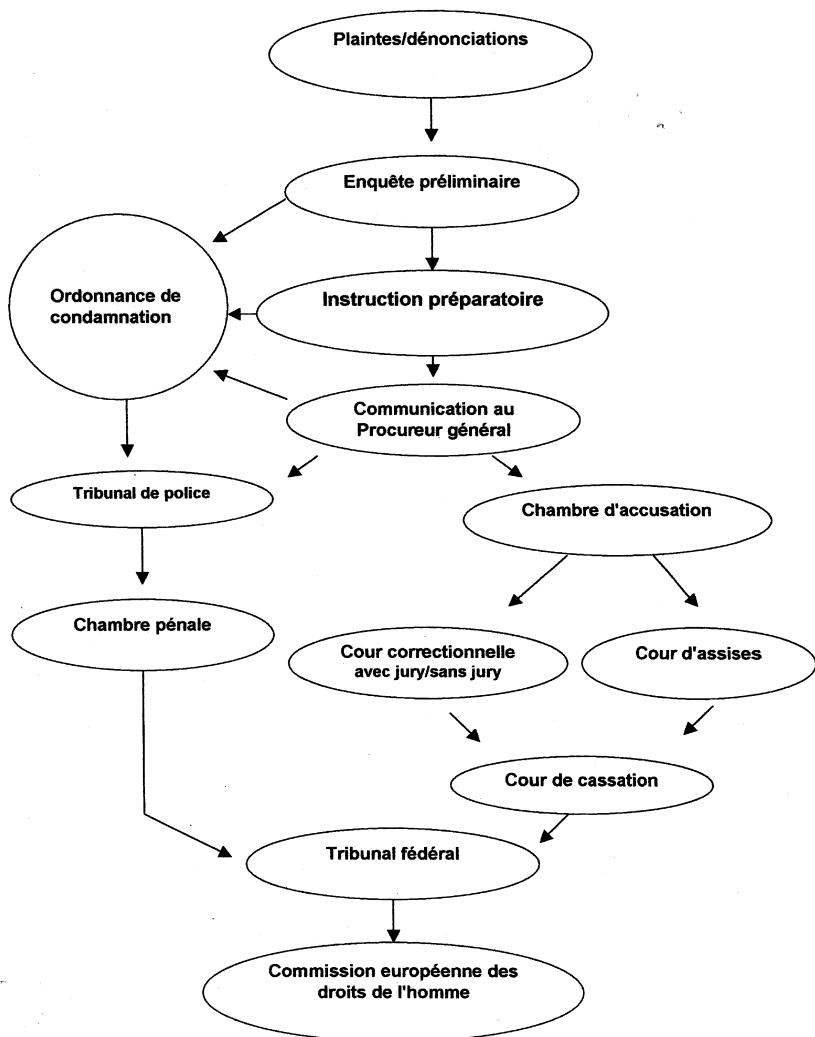 Plaintes/dénonciations
Enquête préliminaire
Ordonnance de
condamnation
Instruction préparatoire
Communication au
Procureur général
Tribunal de police
Chambre d'accusation
Chambre pénale
Cour correctionnelle
avec jury/sans jury
Cour d'assises
Cour de cassation
Tribunal fédéral
Commission européenne des
droits de l'homme